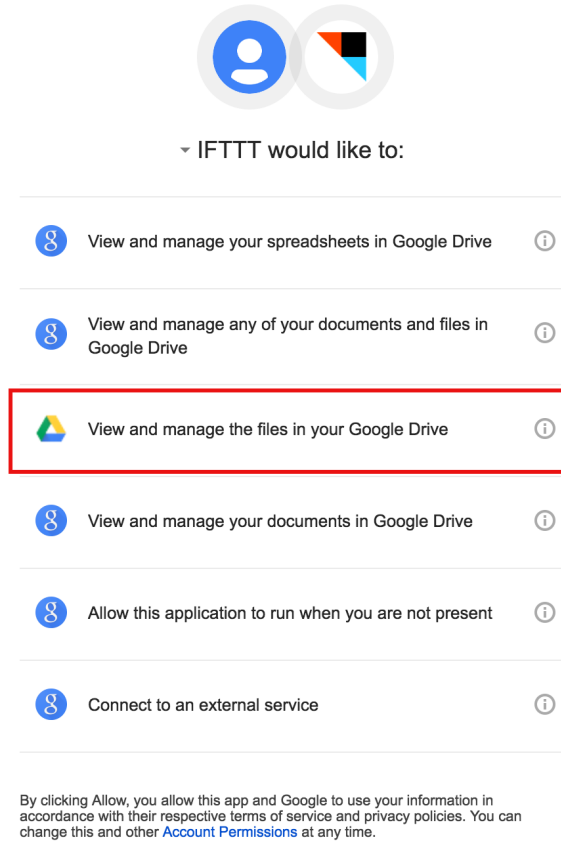 IFTTT would like to:
View and manage your spreadsheets in Google Drive
View and manage any of your documents and files in
Google Drive
View and manage the files in your Google Drive
View and manage your documents in Google Drive
Allow this application to run when you are not present
Connect to an external service
By clicking Allow, you allow this app and Google to use your information in
accordance with their respective terms of service and privacy policies. You can
change this and other Account Permissions at any time.